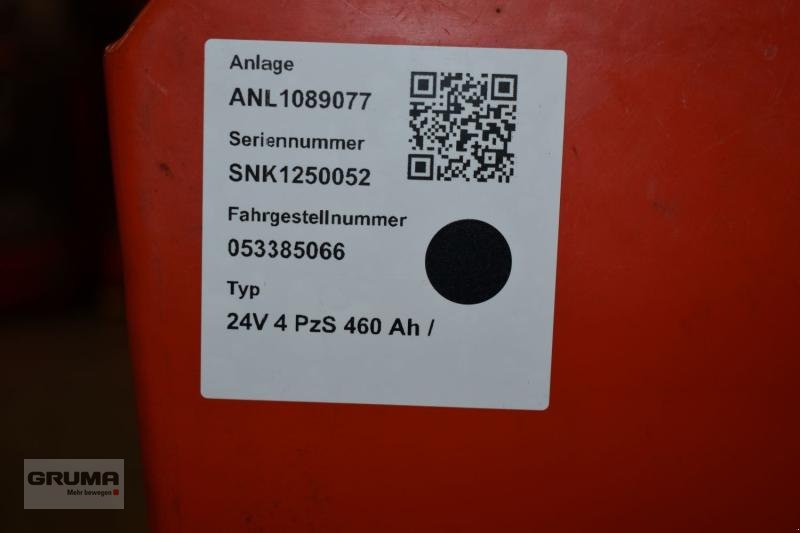 Anlage
ANL1089077
Seriennummer
SNK1250052
Fahrgestellnummer
053385066
Typ
24V 4 PzS 460 Ah /
GRUMA
Mehr bewegen